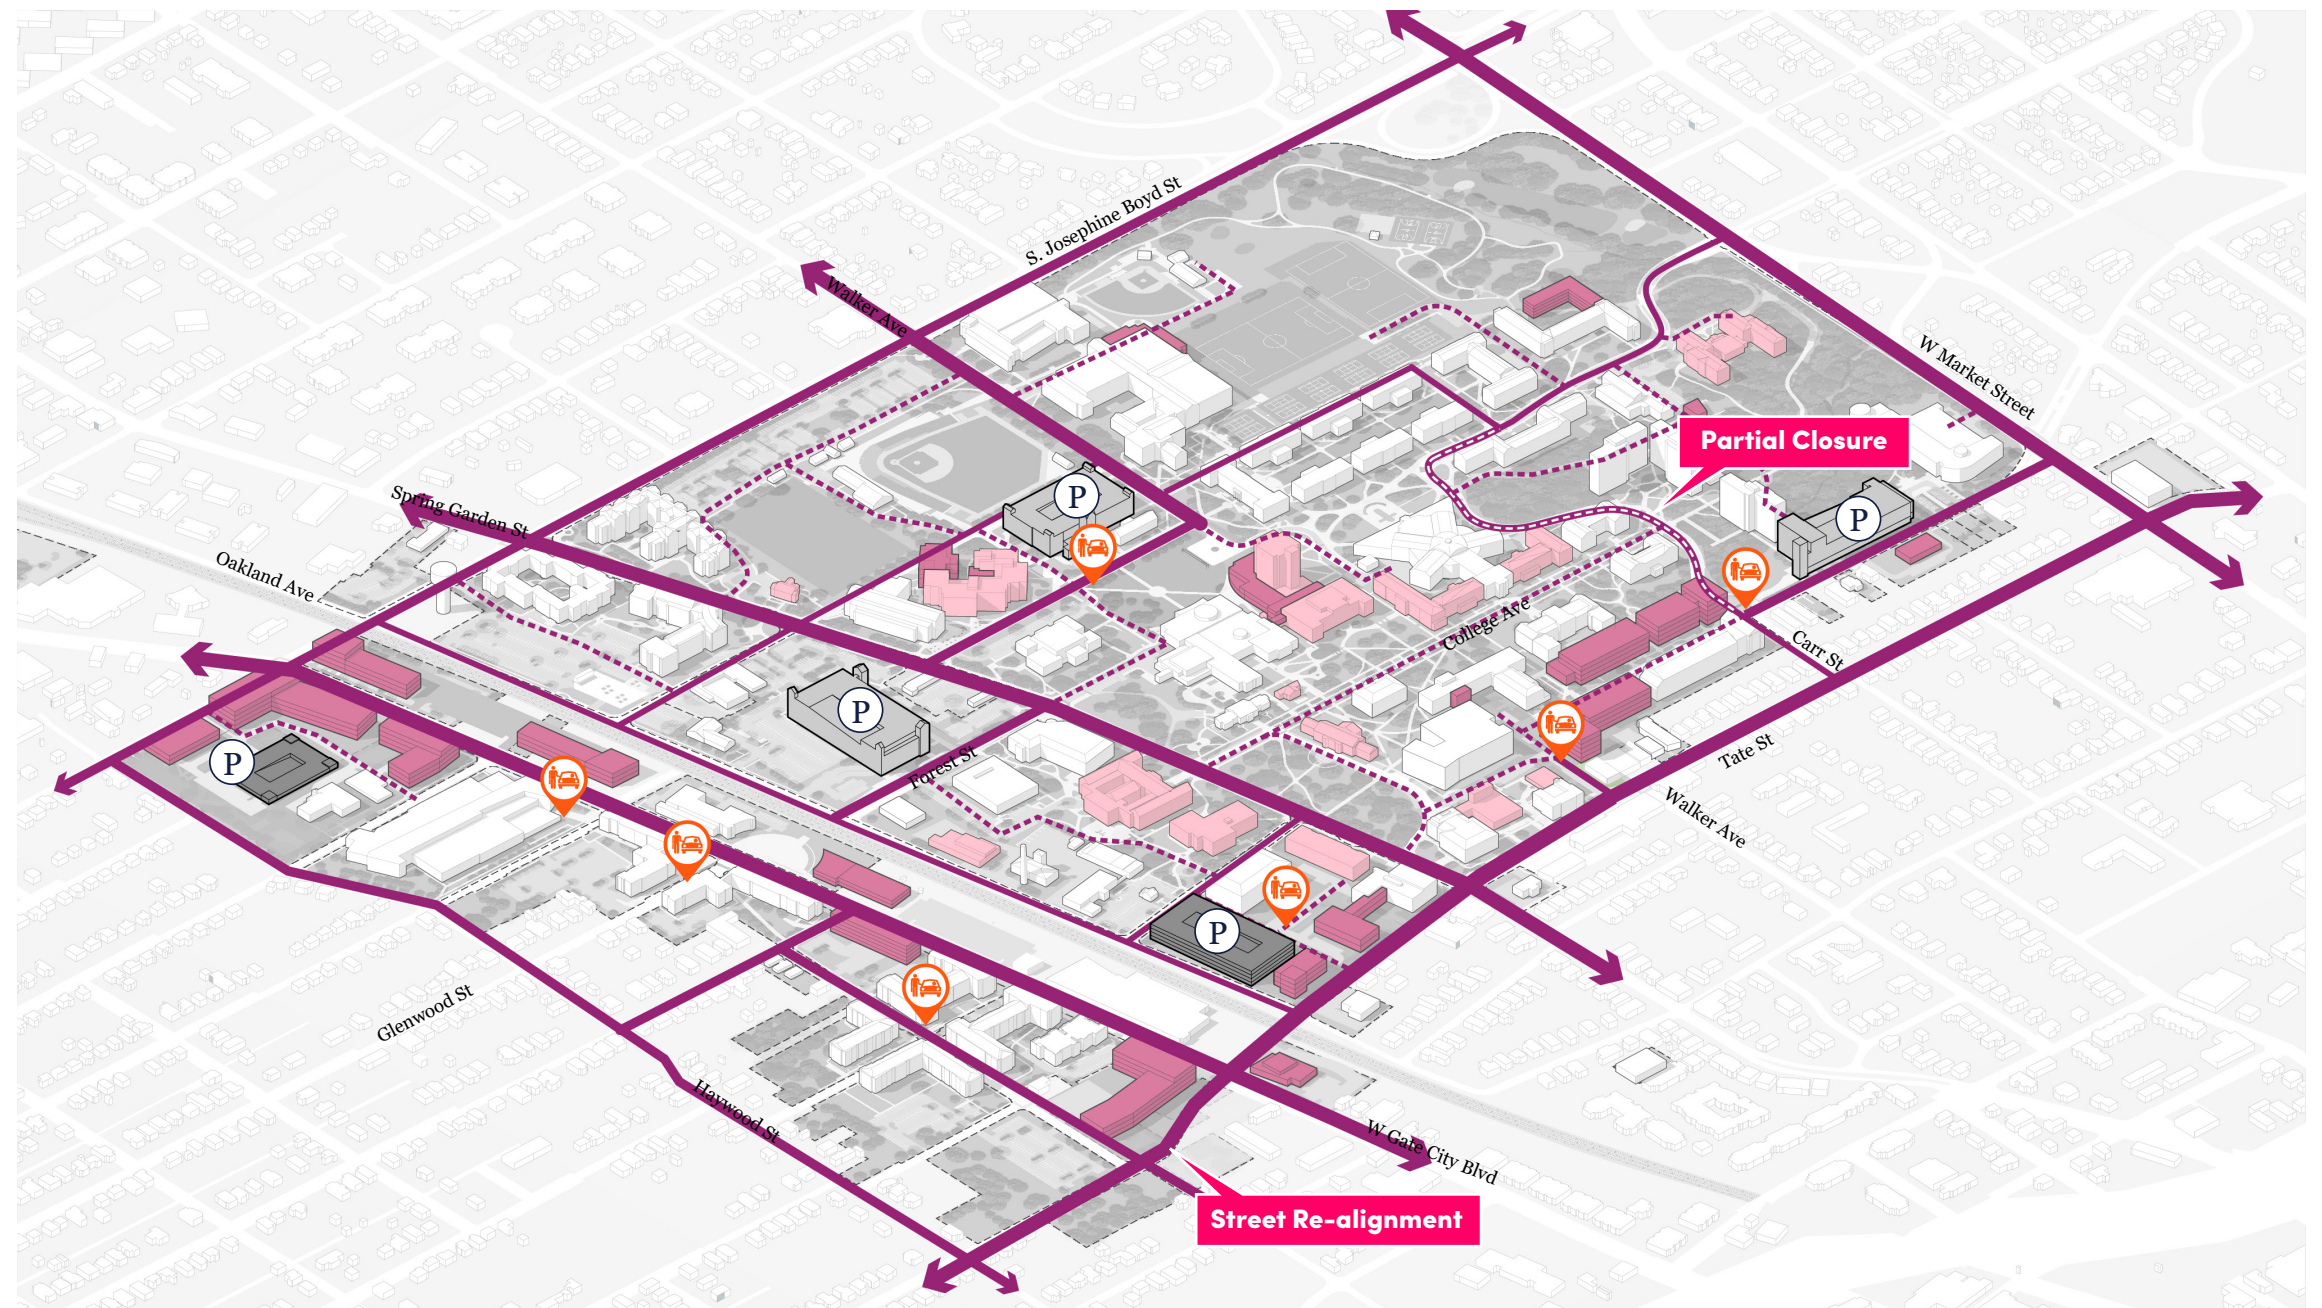 S. Josephine Boyd St
Walker Ave
W Market Street
Partial Closure
Spring Garden St
P
P
Oakland Ave
College Ave
Carr St
P
P
Forest St
Tate St
Walker Ave
P
Glenwood St
Haywood St
W Gate City Blvd
Street Re-alignment